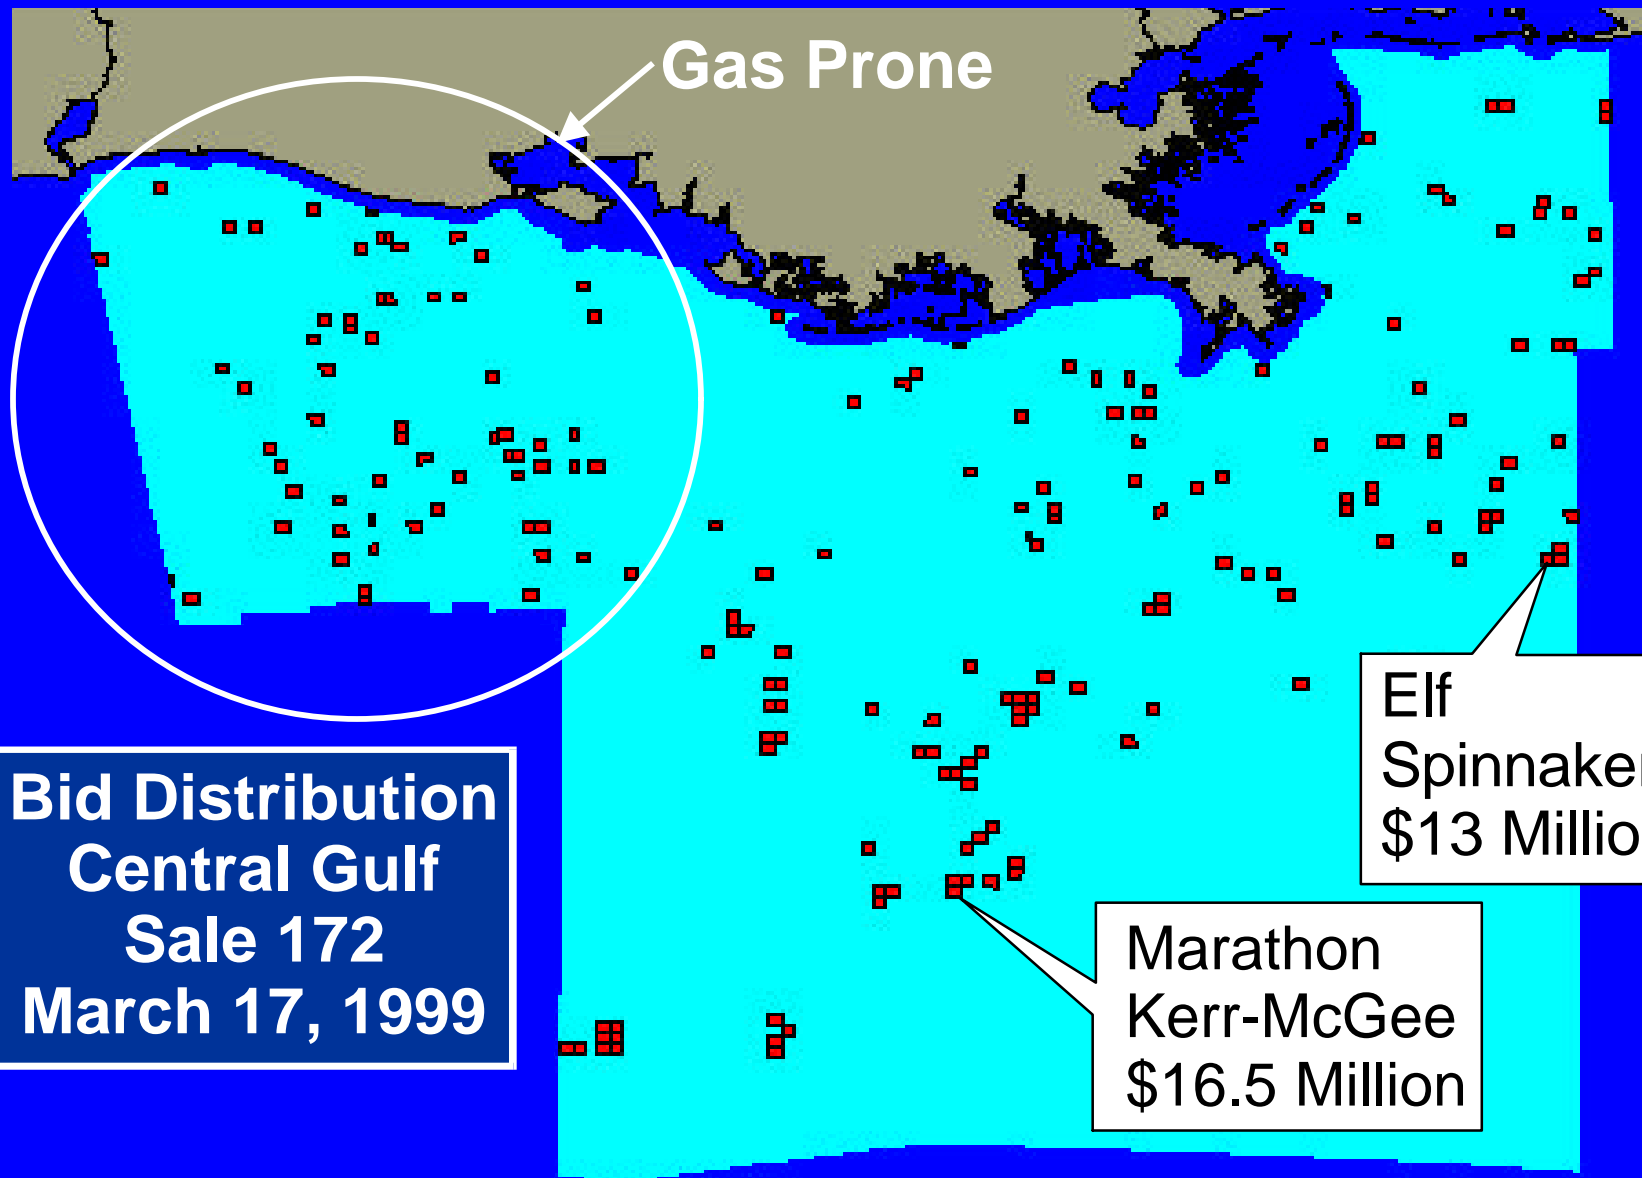 Gas Prone
Elf
Spinnaker
$13 Millio
Bid Distribution
Central Gulf
Sale 172
March 17, 1999
Marathon
Kerr-McGee
$16.5 Million